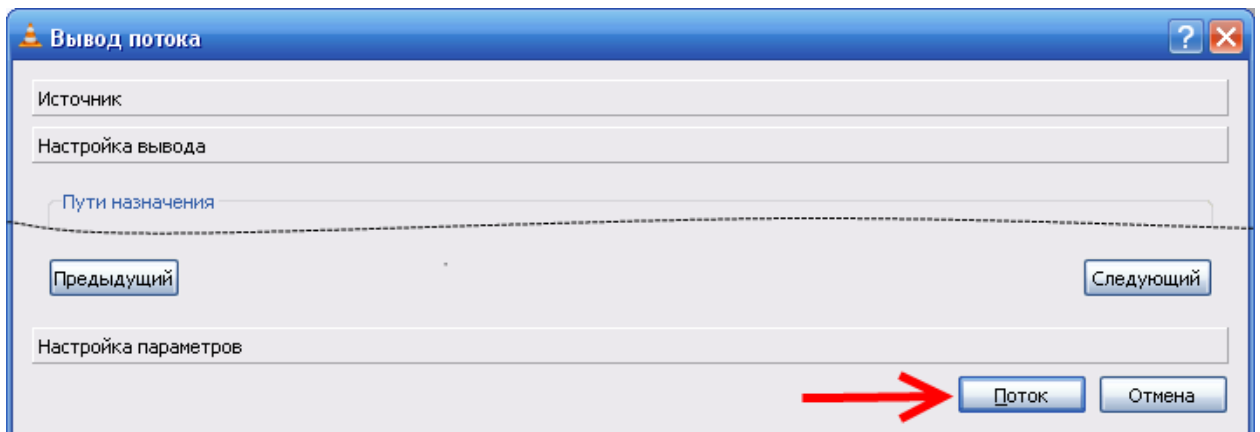 Вывод потока
Источник
Настройка вывода
Пути назначения
Предыдущий
Следующий
Настройка параметров
Поток
Отмена